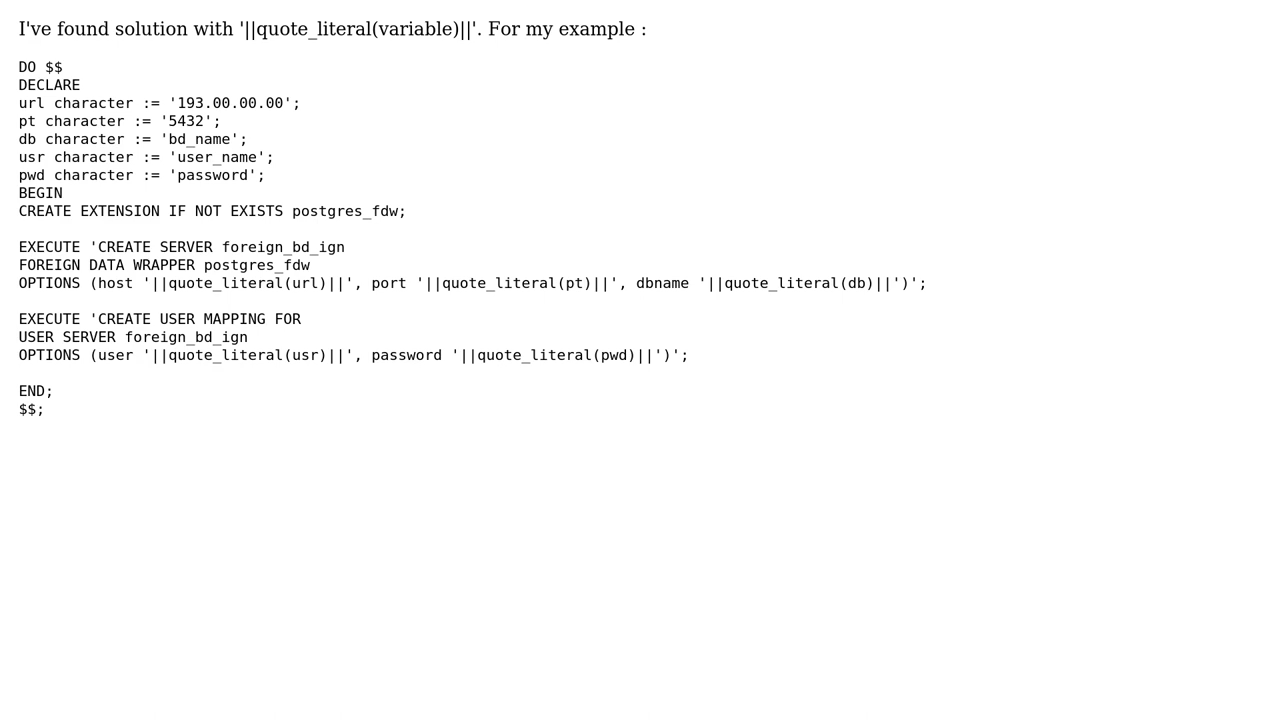 I've found solution with '||quote_literal(variable)||'. For my example :
DO $$
DECLARE
url character := '193.00.00.00';
pt character := '5432';
db character := 'bd_name';
usr character := 'user_name';
pwd character := 'password';
BEGIN
CREATE EXTENSION IF NOT EXISTS postgres_fdw;
EXECUTE 'CREATE SERVER foreign_bd_ign
FOREIGN DATA WRAPPER postgres_fdw
OPTIONS (host '||quote_literal(url)||', port '||quote_literal(pt)||', dbname '||quote_literal(db)||')';
EXECUTE 'CREATE USER MAPPING FOR
USER SERVER foreign_bd_ign
OPTIONS (user '||quote_literal(usr)||', password '||quote_literal(pwd)||')';
END;
$$;